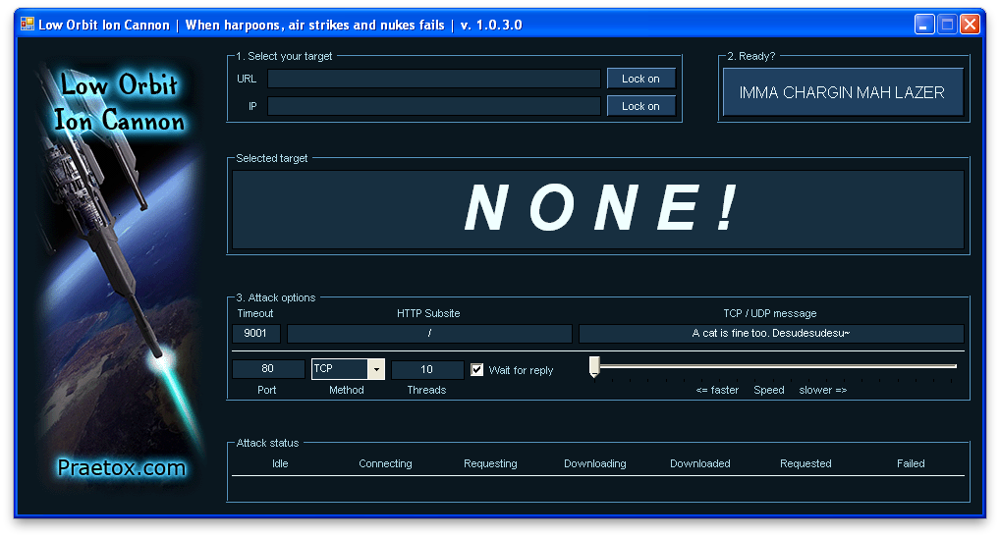 Low Orbit Ion Cannon | When harpoons, air strikes and nukes fails | v. 1.0.3.0
Low Orbit
Ion Cannon
Praetox.com
1. Select your target
URL
Lock on
IP
Lock on
2. Ready?
IMMA CHARGIN MAH LAZER
Selected target
NONE!
3. Attack options
Timeout HTTP Subsite TCP / UDP message
9001 / A cat is fine too. Desudesudesu~
80 TCP 10 Wait for reply
Port Method Threads <= faster Speed slower =>
Attack status
Idle Connecting Requesting Downloading Downloaded Requested Failed